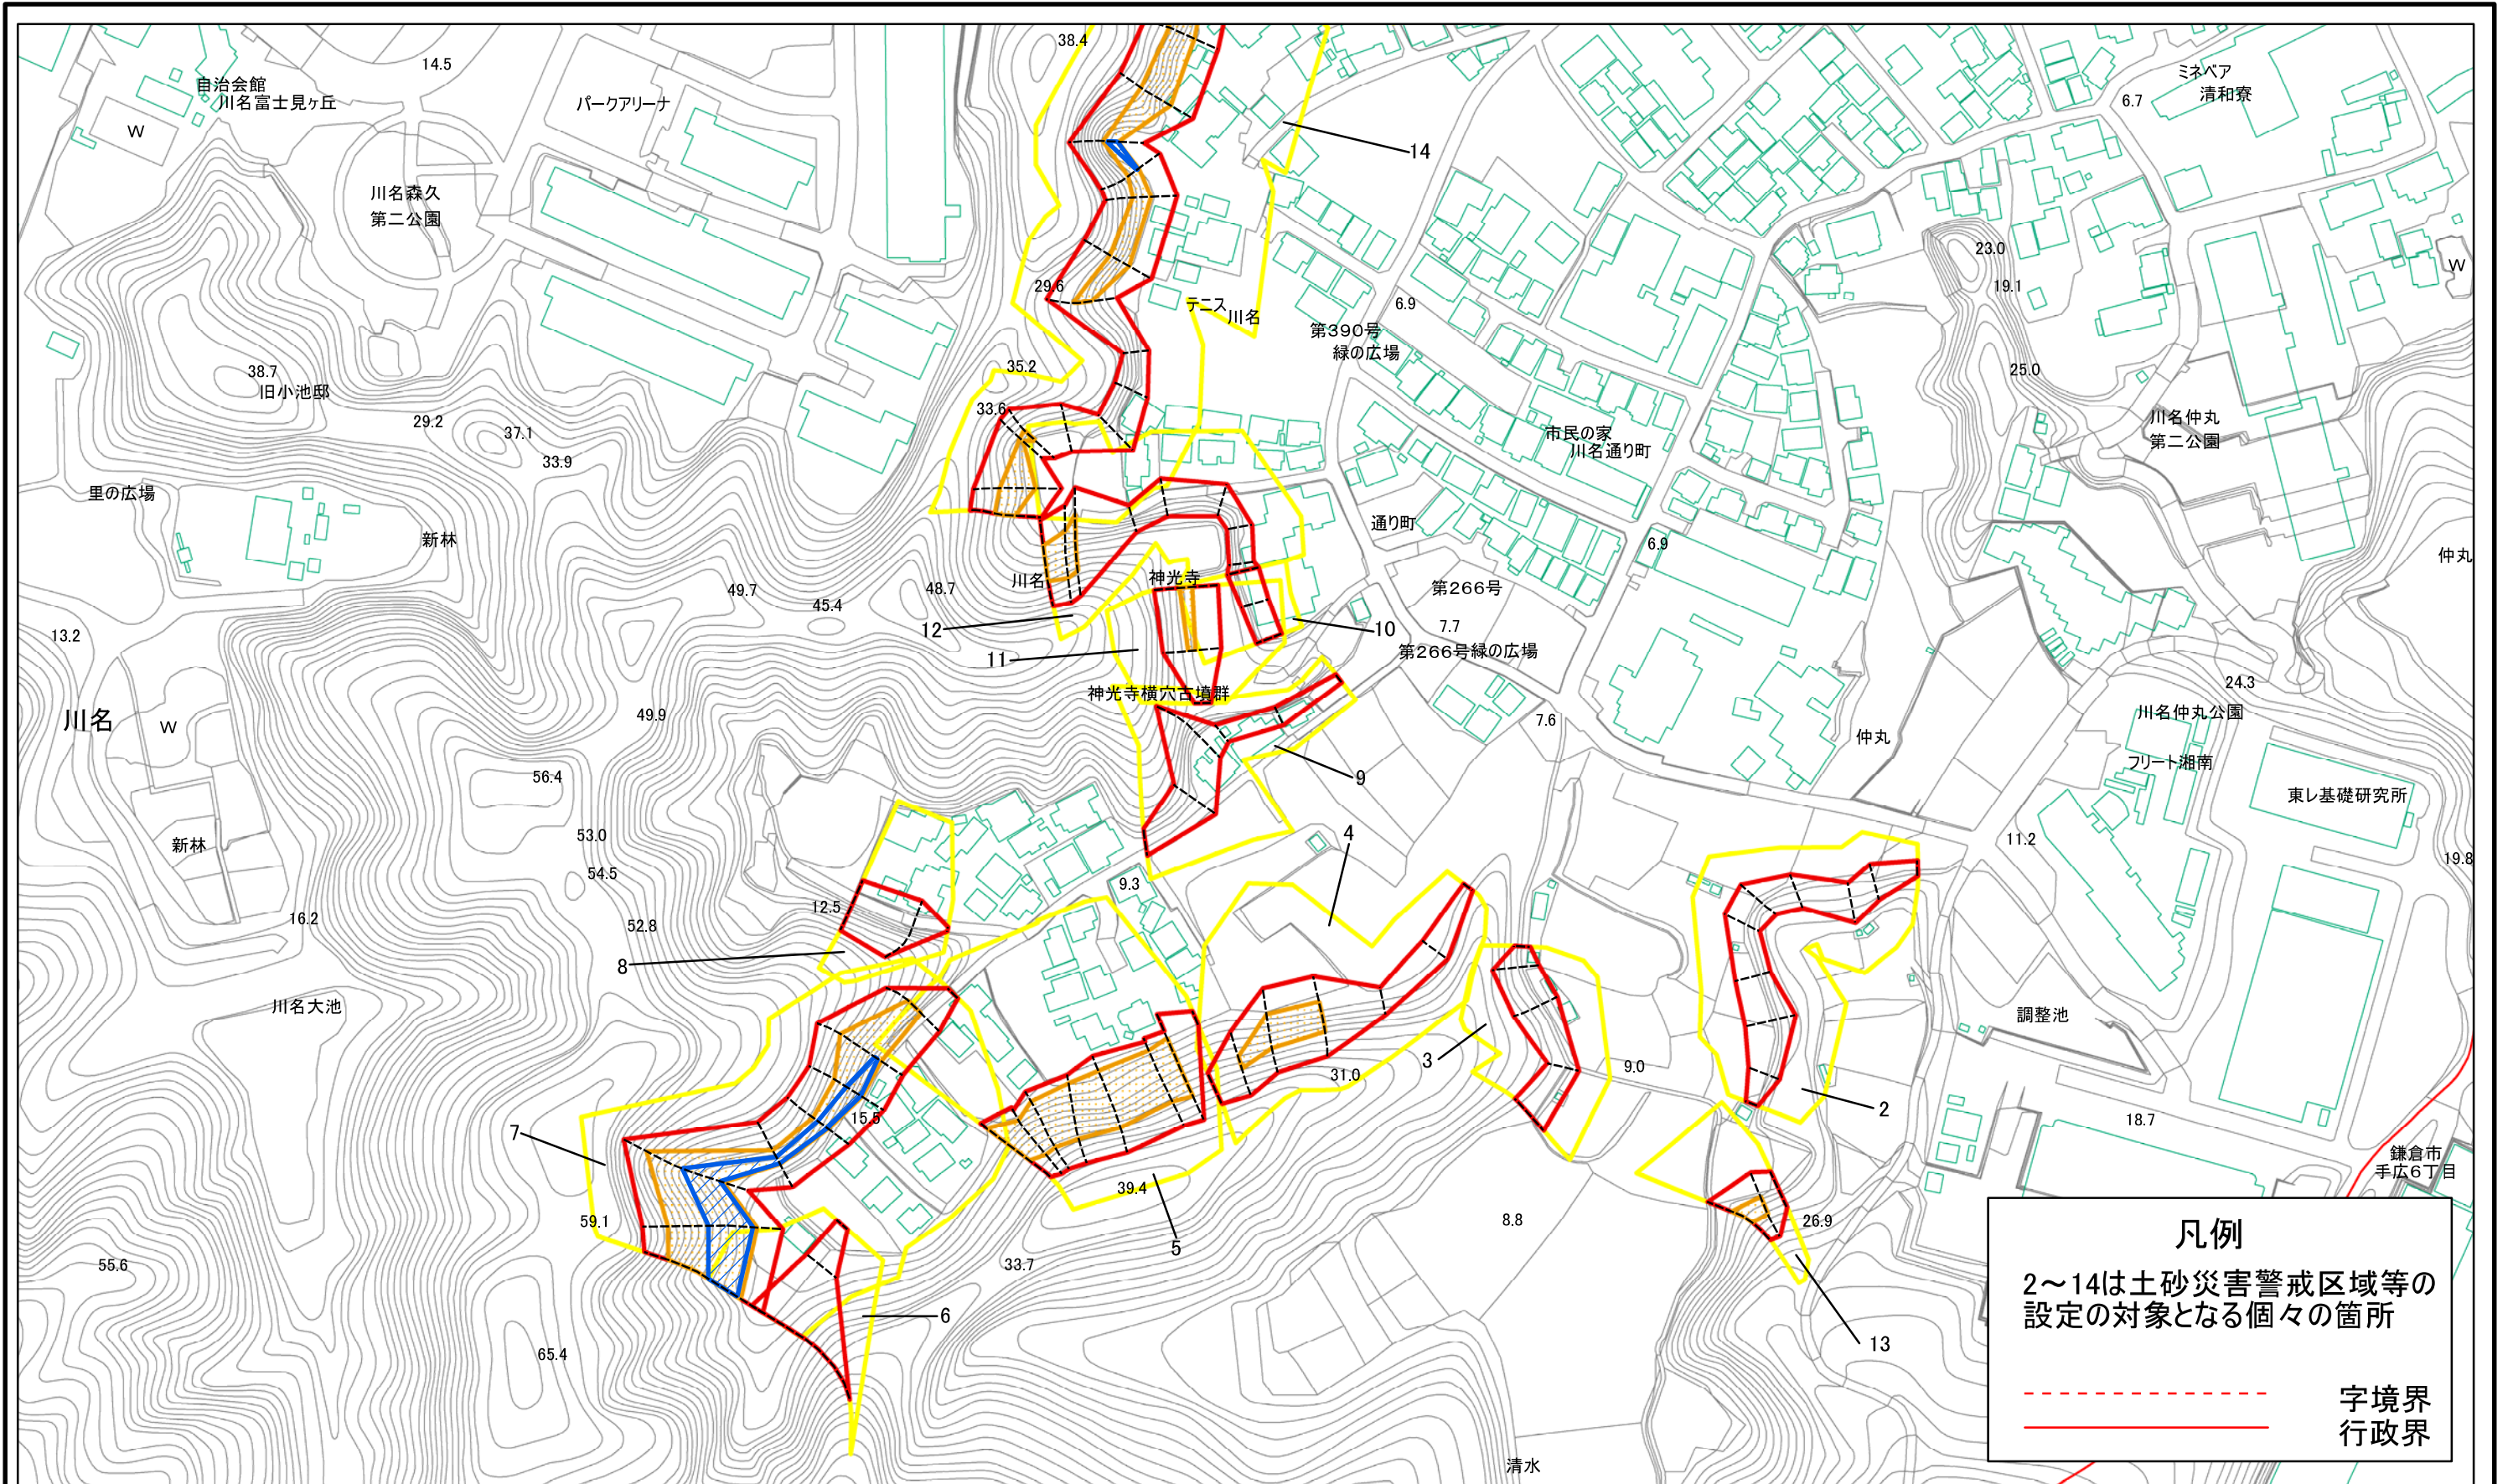 38.4
14.5
自治会館
川名富士見ヶ丘
パークアリーナ
W
ミネベア
清和寮
6.7
14
川名森久
第二公園
23.0
19.1
W
29.6
テニス
川名
6.9
第390号
緑の広場
35.2
38.7
旧小池邸
25.0
33.6
29.2
37.1
33.9
市民の家
川名通り町
川名仲丸
第二公園
里の広場
新林
通り町
6.9
仲丸
川名
神光寺
49.7
45.4
48.7
第266号
13.2
12
10
7.7
11
第266号緑の広場
神光寺横穴古墳群
24.3
川名
W
49.9
7.6
川名仲丸公園
仲丸
フリート湘南
56.4
9
東レ基礎研究所
53.0
4
11.2
新林
19.8
54.5
9.3
12.5
16.2
52.8
8
川名大池
調整池
3
31.0
9.0
15.5
2
18.7
7
鎌倉市
手広6丁目
39.4
59.1
8.8
26.9
5
55.6
33.7
6
13
65.4
清水
凡例
2～14は土砂災害警戒区域等の
設定の対象となる個々の箇所
字境界
行政界